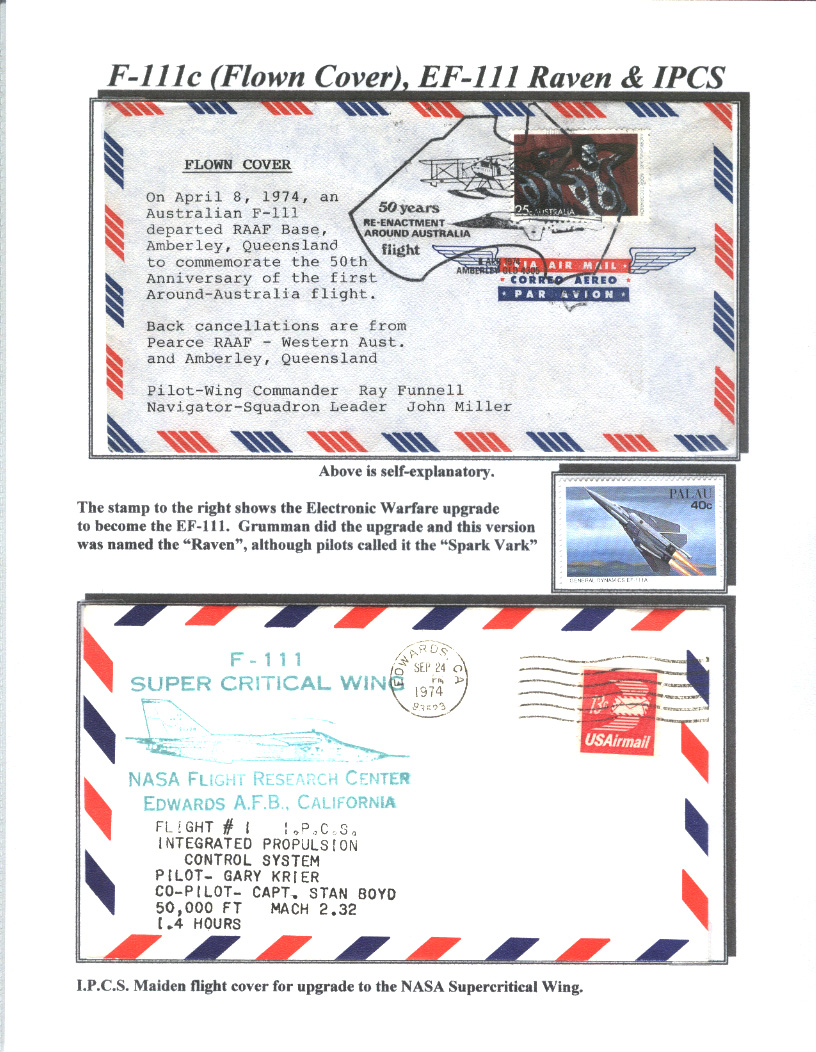 F-111c (Flown Cover), EF-111 Raven & IPCS
FLOWN COVER
On April 8, 1974, an
Australian F-111
departed RAAF Base,
Amberley, Queensland
to commemorate the 50th
Anniversary of the first
Around-Australia flight.
Back cancellations are from
Pearce RAAF - Western Aust.
and Amberley, Queensland
Pilot-Wing Commander Ray Funnell
Navigator-Squadron Leader John Miller
50 years
RE-ENACTMENT
AROUND AUSTRALIA
flight
8 APR 1974
AMBERLEY QLD 4305
25c AUSTRALIA
VIA AIR MAIL
CORREO AEREO
PAR AVION
Above is self-explanatory.
The stamp to the right shows the Electronic Warfare upgrade
to become the EF-111. Grumman did the upgrade and this version
was named the “Raven”, although pilots called it the “Spark Vark”
PALAU
40c
GENERAL DYNAMICS EF-111A
F-111
SUPER CRITICAL WING
NASA FLIGHT RESEARCH CENTER
EDWARDS A.F.B., CALIFORNIA
EDWARDS, CA
SEP 24
PM
1974
93523
13c
USAirmail
FLIGHT # 1 I.P.C.S.
INTEGRATED PROPULSION
CONTROL SYSTEM
PILOT- GARY KRIER
CO-PILOT- CAPT. STAN BOYD
50,000 FT MACH 2.32
1.4 HOURS
I.P.C.S. Maiden flight cover for upgrade to the NASA Supercritical Wing.